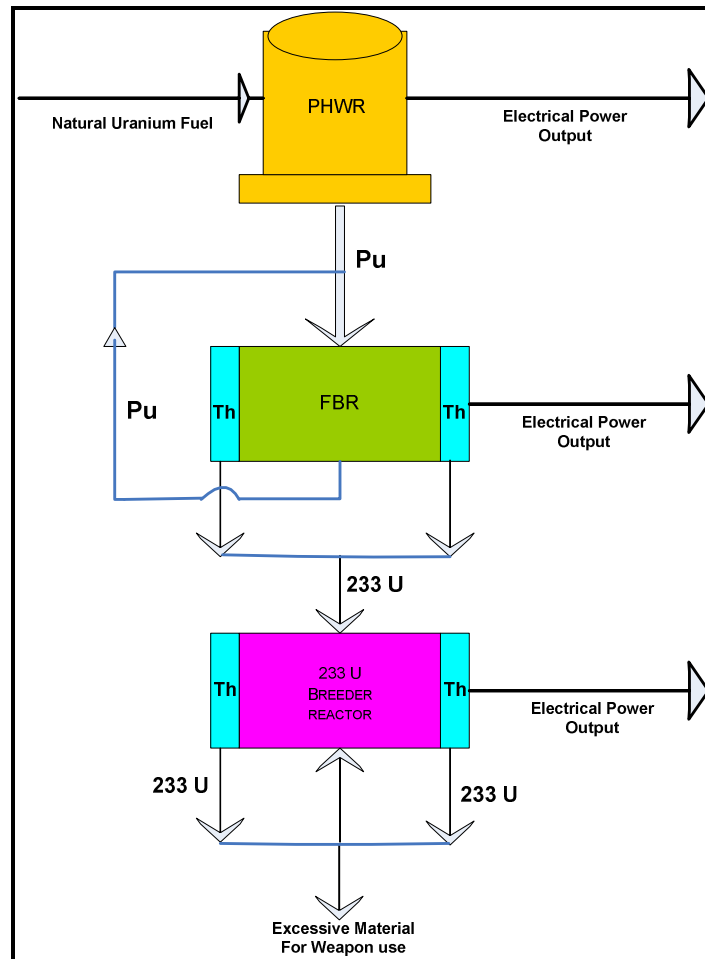 PHWR
Natural Uranium Fuel
Electrical Power
Output
Pu
Pu
Th
FBR
Th
Electrical Power
Output
233 U
Th
233 U
BREEDER
REACTOR
Th
Electrical Power
Output
233 U
233 U
Excessive Material
For Weapon use